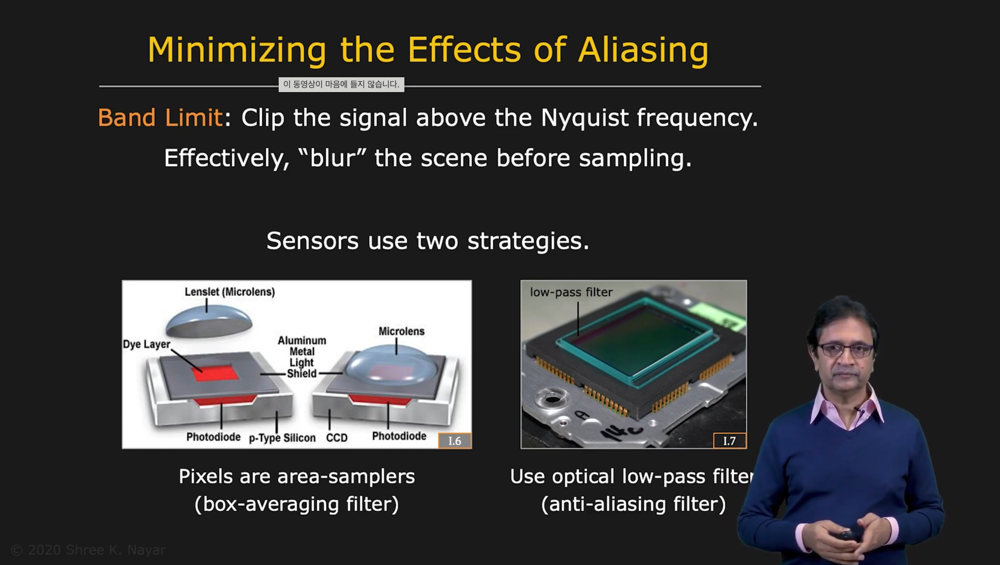 Minimizing the Effects of Aliasing
이 동영상이 마음에 들지 않습니다.
Band Limit: Clip the signal above the Nyquist frequency.
Effectively, “blur” the scene before sampling.
Sensors use two strategies.
Lenslet (Microlens)
Dye Layer
Aluminum
Metal
Light
Shield
Microlens
Photodiode
p-Type Silicon
CCD
Photodiode
I.6
low-pass filter
A
14c
I.7
Pixels are area-samplers
(box-averaging filter)
Use optical low-pass filter
(anti-aliasing filter)
© 2020 Shree K. Nayar